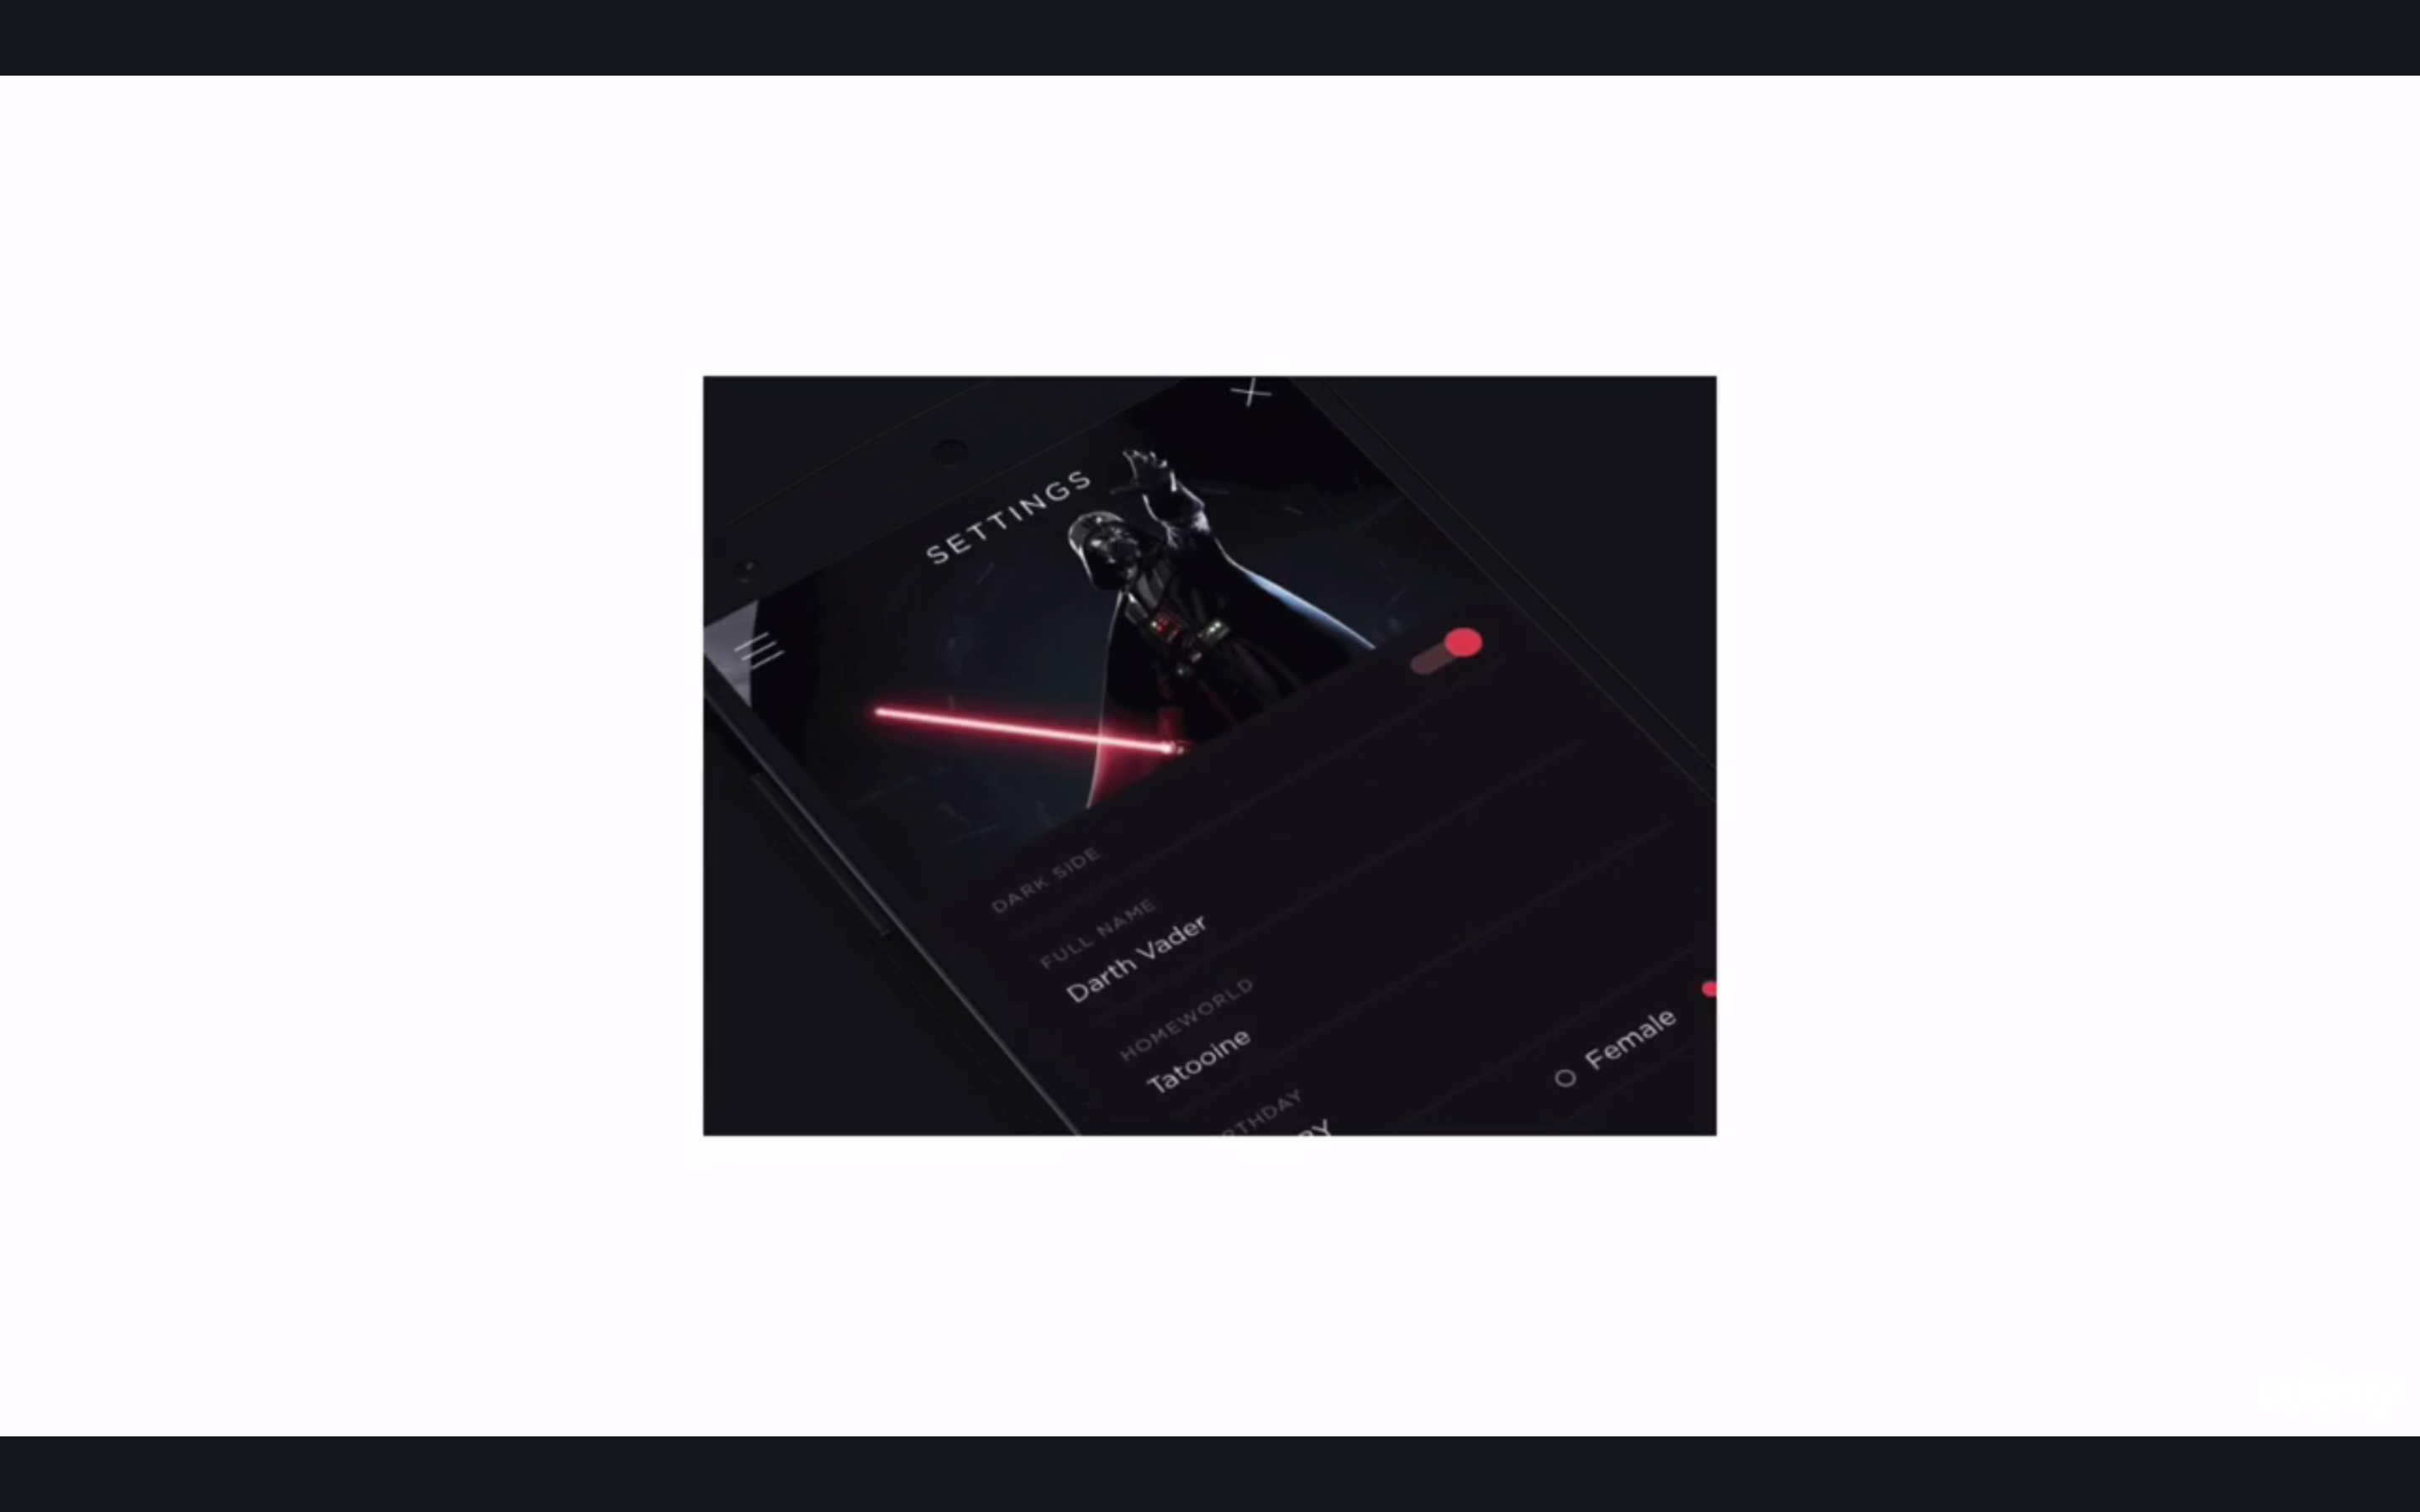 SETTINGS
DARK SIDE
FULL NAME
Darth Vader
HOMEWORLD
Tatooine
Female